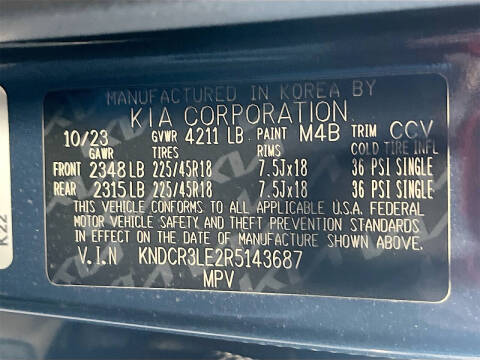 MANUFACTURED IN KOREA BY
KIA CORPORATION
10/23 GVWR 4211 LB PAINT M4B TRIM CCV
GAWR TIRES RIMS COLD TIRE INFL
FRONT 2348 LB 225/45R18 7.5Jx18 36 PSI SINGLE
REAR 2315 LB 225/45R18 7.5Jx18 36 PSI SINGLE
THIS VEHICLE CONFORMS TO ALL APPLICABLE U.S.A. FEDERAL
MOTOR VEHICLE SAFETY AND THEFT PREVENTION STANDARDS
IN EFFECT ON THE DATE OF MANUFACTURE SHOWN ABOVE.
V.I.N KNDCR3LE2R5143687
MPV
K22